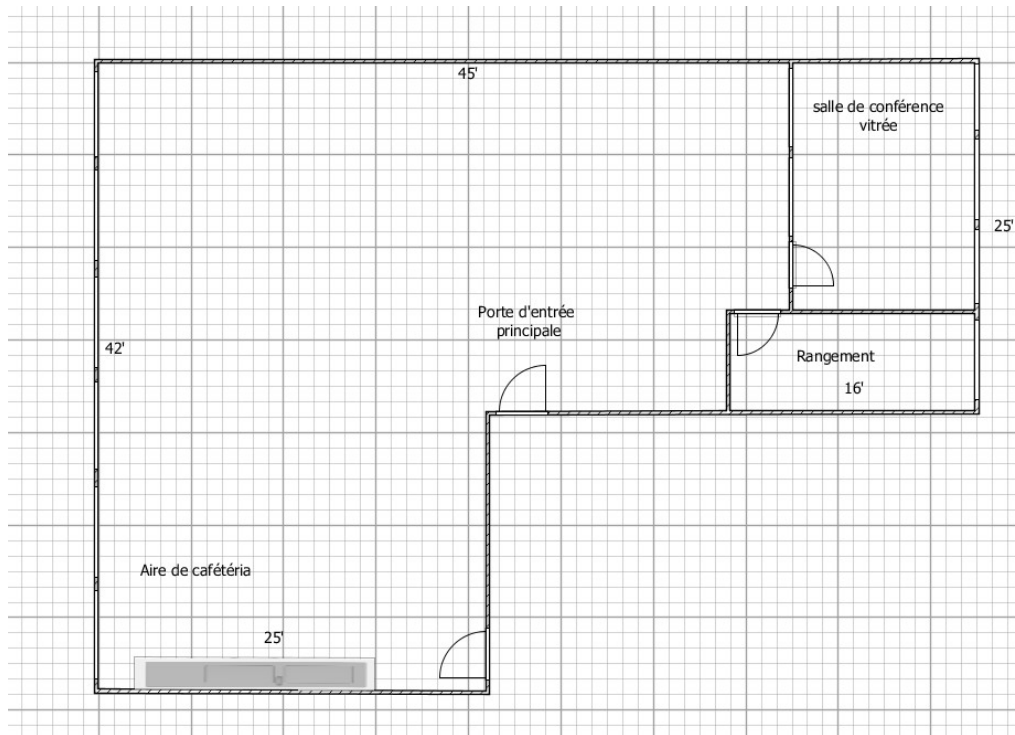 45'
salle de conférence
vitrée
25'
Porte d'entrée
principale
42'
Rangement
16'
Aire de cafétéria
25'